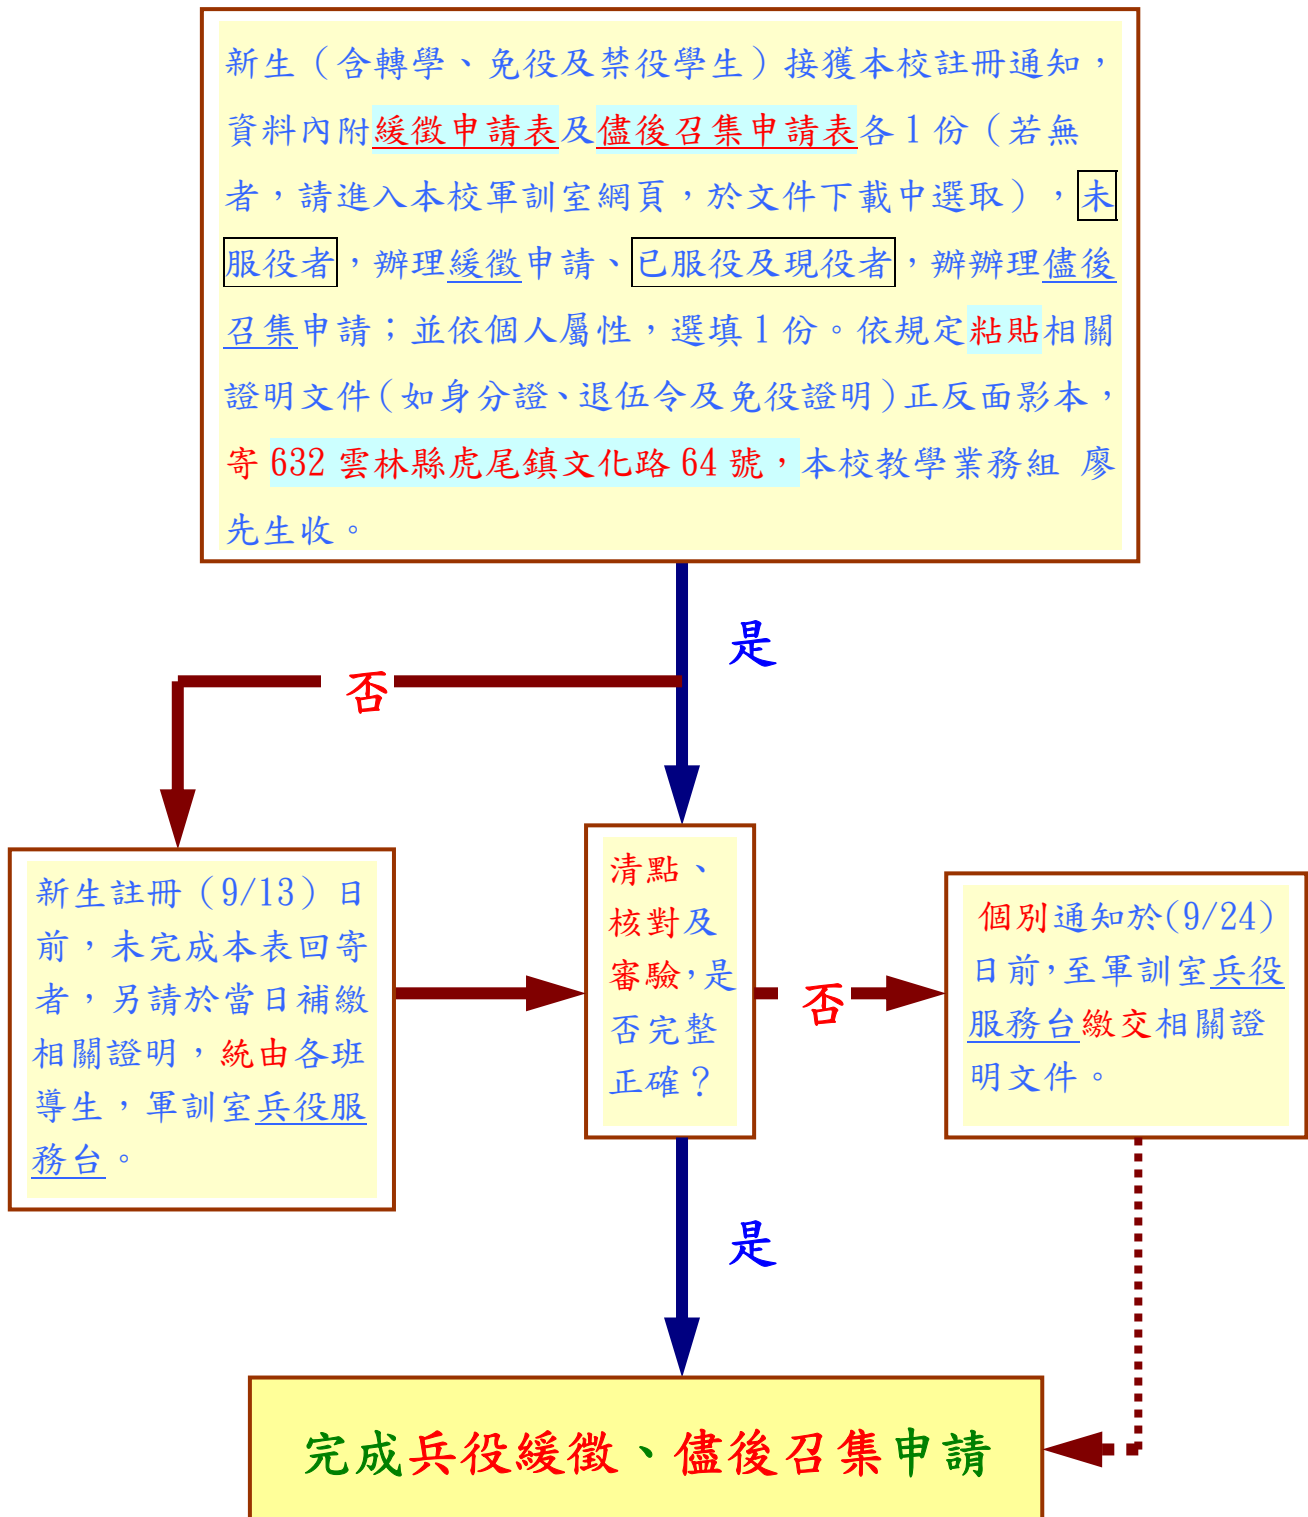 新生（含轉學、免役及禁役學生）接獲本校註冊通知，
資料內附緩徵申請表及儘後召集申請表各1份（若無
者，請進入本校軍訓室網頁，於文件下載中選取），未
服役者，辦理緩徵申請、已服役及現役者，辦辦理儘後
召集申請；並依個人屬性，選填1份。依規定粘貼相關
證明文件（如身分證、退伍令及免役證明）正反面影本，
寄 632 雲林縣虎尾鎮文化路 64 號，本校教學業務組 廖
先生收。
是
否
新生註冊（9/13）日
前，未完成本表回寄
者，另請於當日補繳
相關證明，統由各班
導生，軍訓室兵役服
務台。
清點、
核對及
審驗，是
否完整
正確？
否
個別通知於(9/24)
日前，至軍訓室兵役
服務台繳交相關證
明文件。
是
完成兵役緩徵、儘後召集申請